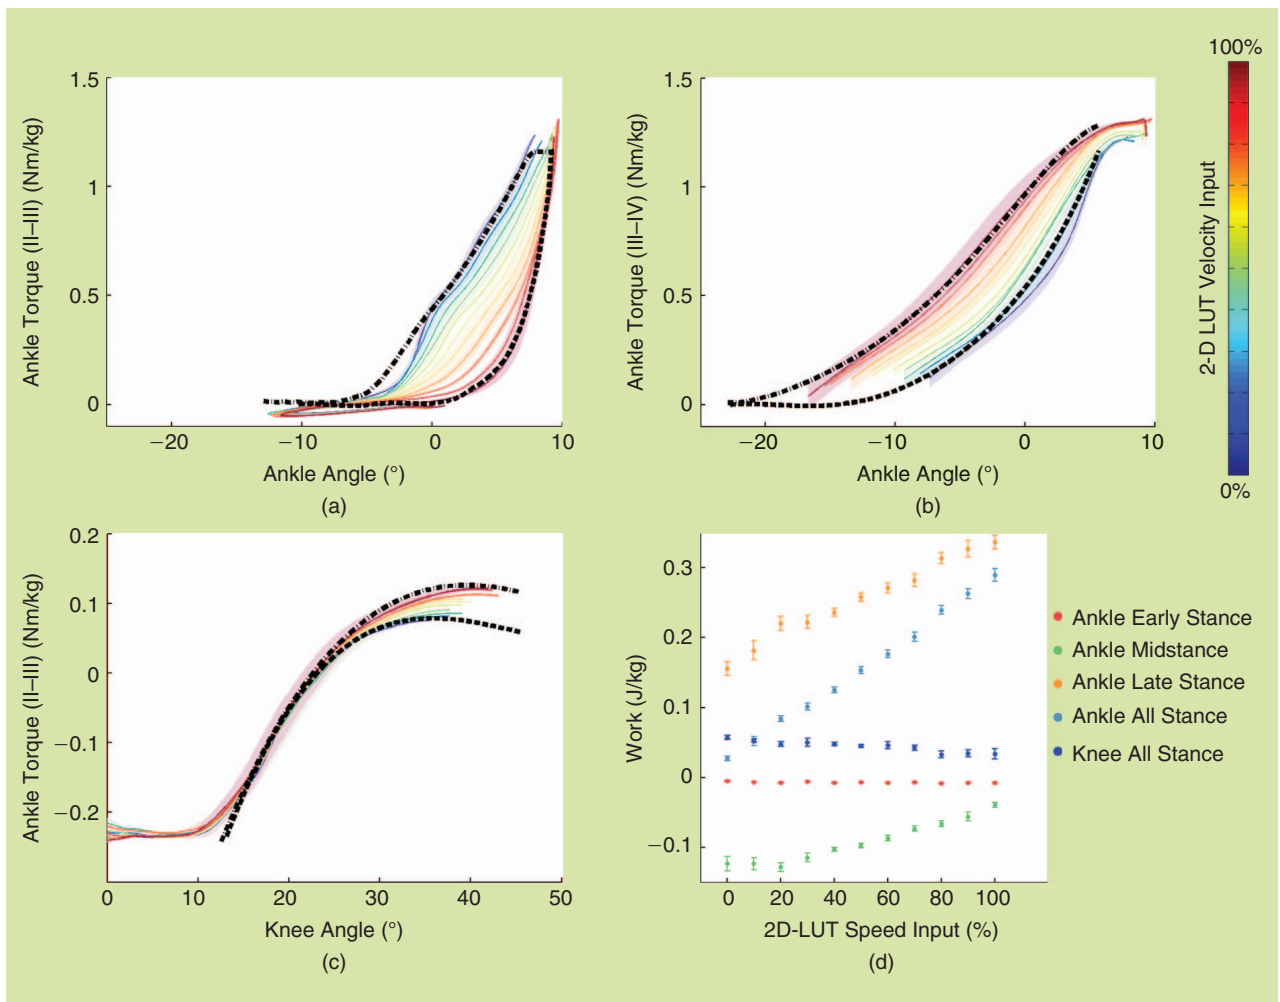 100%
1.5
1
0.5
0
−20
−10
0
10
Ankle Torque (II–III) (Nm/kg)
Ankle Angle (°)
(a)
1.5
1
0.5
0
−20
−10
0
10
Ankle Torque (III–IV) (Nm/kg)
Ankle Angle (°)
(b)
2-D LUT Velocity Input
0%
0.2
0.1
0
−0.1
−0.2
0
10
20
30
40
50
Ankle Torque (II–III) (Nm/kg)
Knee Angle (°)
(c)
0.3
0.2
0.1
0
−0.1
0
20
40
60
80
100
Work (J/kg)
2D-LUT Speed Input (%)
(d)
Ankle Early Stance
Ankle Midstance
Ankle Late Stance
Ankle All Stance
Knee All Stance